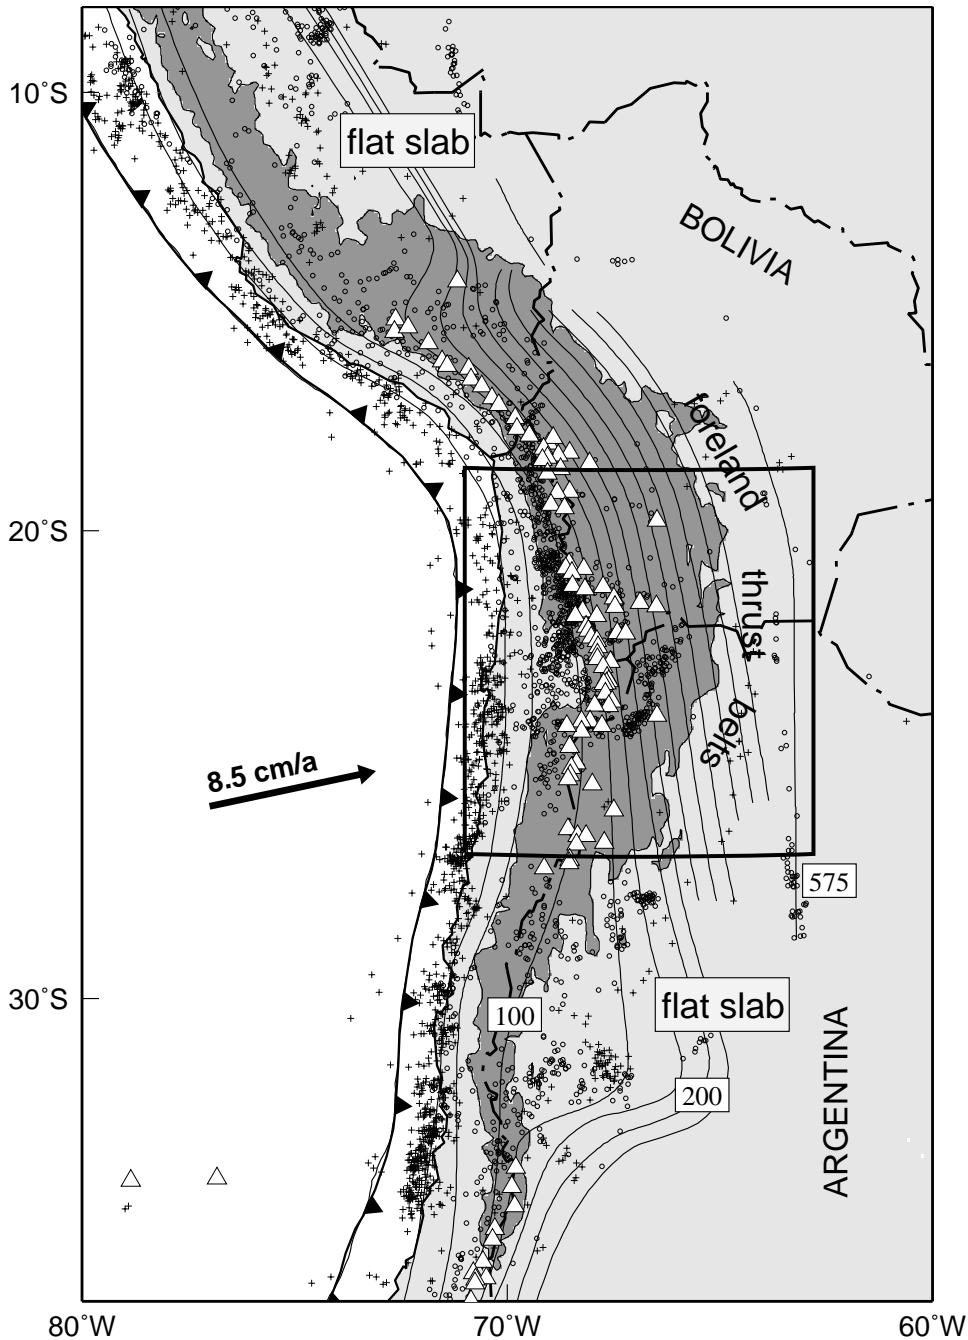 10˚S
flat slab
BOLIVIA
foreland
20˚S
thrust
belts
8.5 cm/a
575
30˚S
flat slab
100
200
ARGENTINA
80˚W
70˚W
60˚W